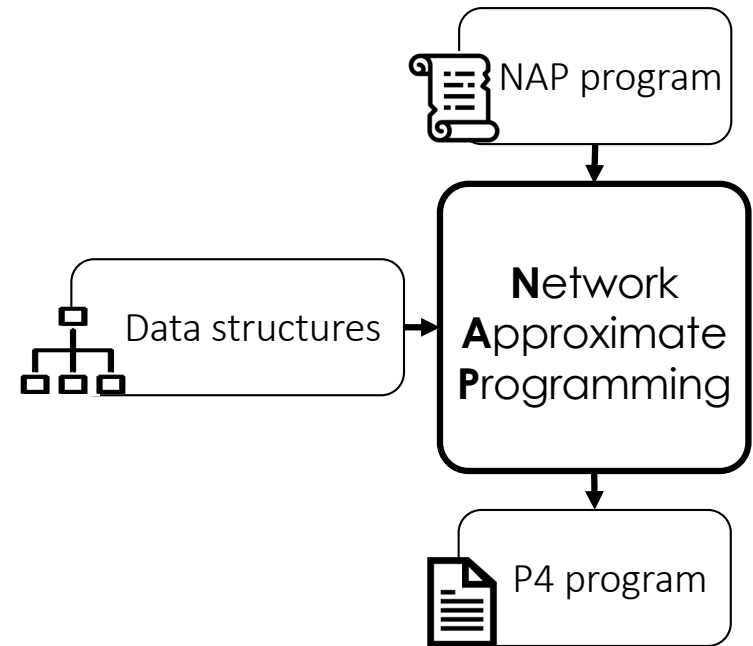 NAP program
Data structures
Network
Approximate
Programming
P4 program